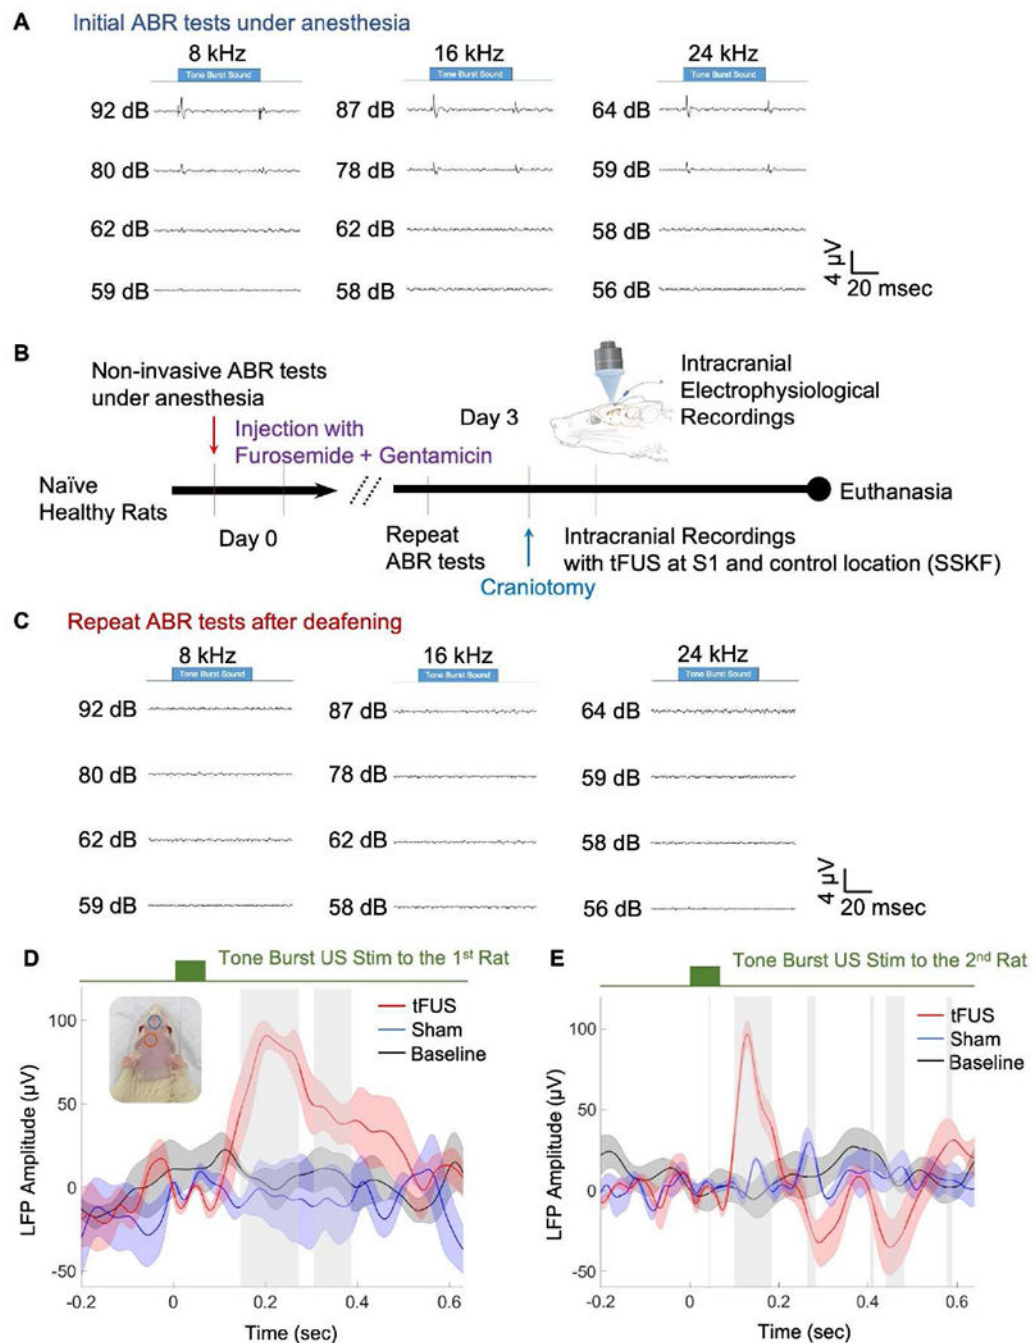 A Initial ABR tests under anesthesia
8 kHz 16 kHz 24 kHz
Tone Burst Sound Tone Burst Sound Tone Burst Sound
92 dB 87 dB 64 dB
80 dB 78 dB 59 dB
62 dB 62 dB 58 dB
59 dB 58 dB 56 dB
4 µV
20 msec
B
Non-invasive ABR tests
under anesthesia
Injection with
Furosemide + Gentamicin
Day 3
Intracranial
Electrophysiological
Recordings
Naïve
Healthy Rats
Day 0
Euthanasia
Repeat
ABR tests
Craniotomy
Intracranial Recordings
with tFUS at S1 and control location (SSKF)
C Repeat ABR tests after deafening
8 kHz 16 kHz 24 kHz
Tone Burst Sound Tone Burst Sound Tone Burst Sound
92 dB 87 dB 64 dB
80 dB 78 dB 59 dB
62 dB 62 dB 58 dB
59 dB 58 dB 56 dB
4 µV
20 msec
D Tone Burst US Stim to the 1st Rat
tFUS
Sham
Baseline
LFP Amplitude (µV)
100
50
0
-50
-0.2 0 0.2 0.4 0.6
Time (sec)
E Tone Burst US Stim to the 2nd Rat
tFUS
Sham
Baseline
LFP Amplitude (µV)
100
50
0
-50
-0.2 0 0.2 0.4 0.6
Time (sec)